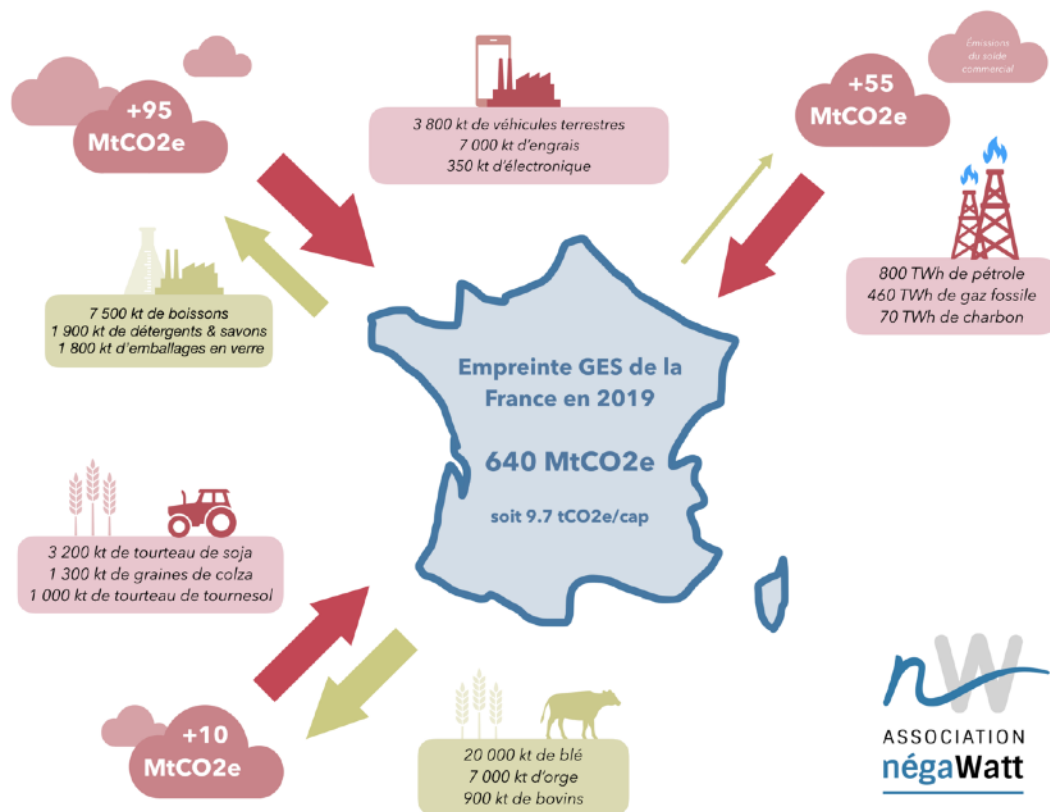 +95
MtCO2e
3 800 kt de véhicules terrestres
7 000 kt d'engrais
350 kt d'électronique
+55
MtCO2e
Émissions
du solde
commercial
7 500 kt de boissons
1 900 kt de détergents & savons
1 800 kt d'emballages en verre
800 TWh de pétrole
460 TWh de gaz fossile
70 TWh de charbon
Empreinte GES de la
France en 2019
640 MtCO2e
soit 9.7 tCO2e/cap
3 200 kt de tourteau de soja
1 300 kt de graines de colza
1 000 kt de tourteau de tournesol
+10
MtCO2e
20 000 kt de blé
7 000 kt d'orge
900 kt de bovins
nW
ASSOCIATION
négaWatt